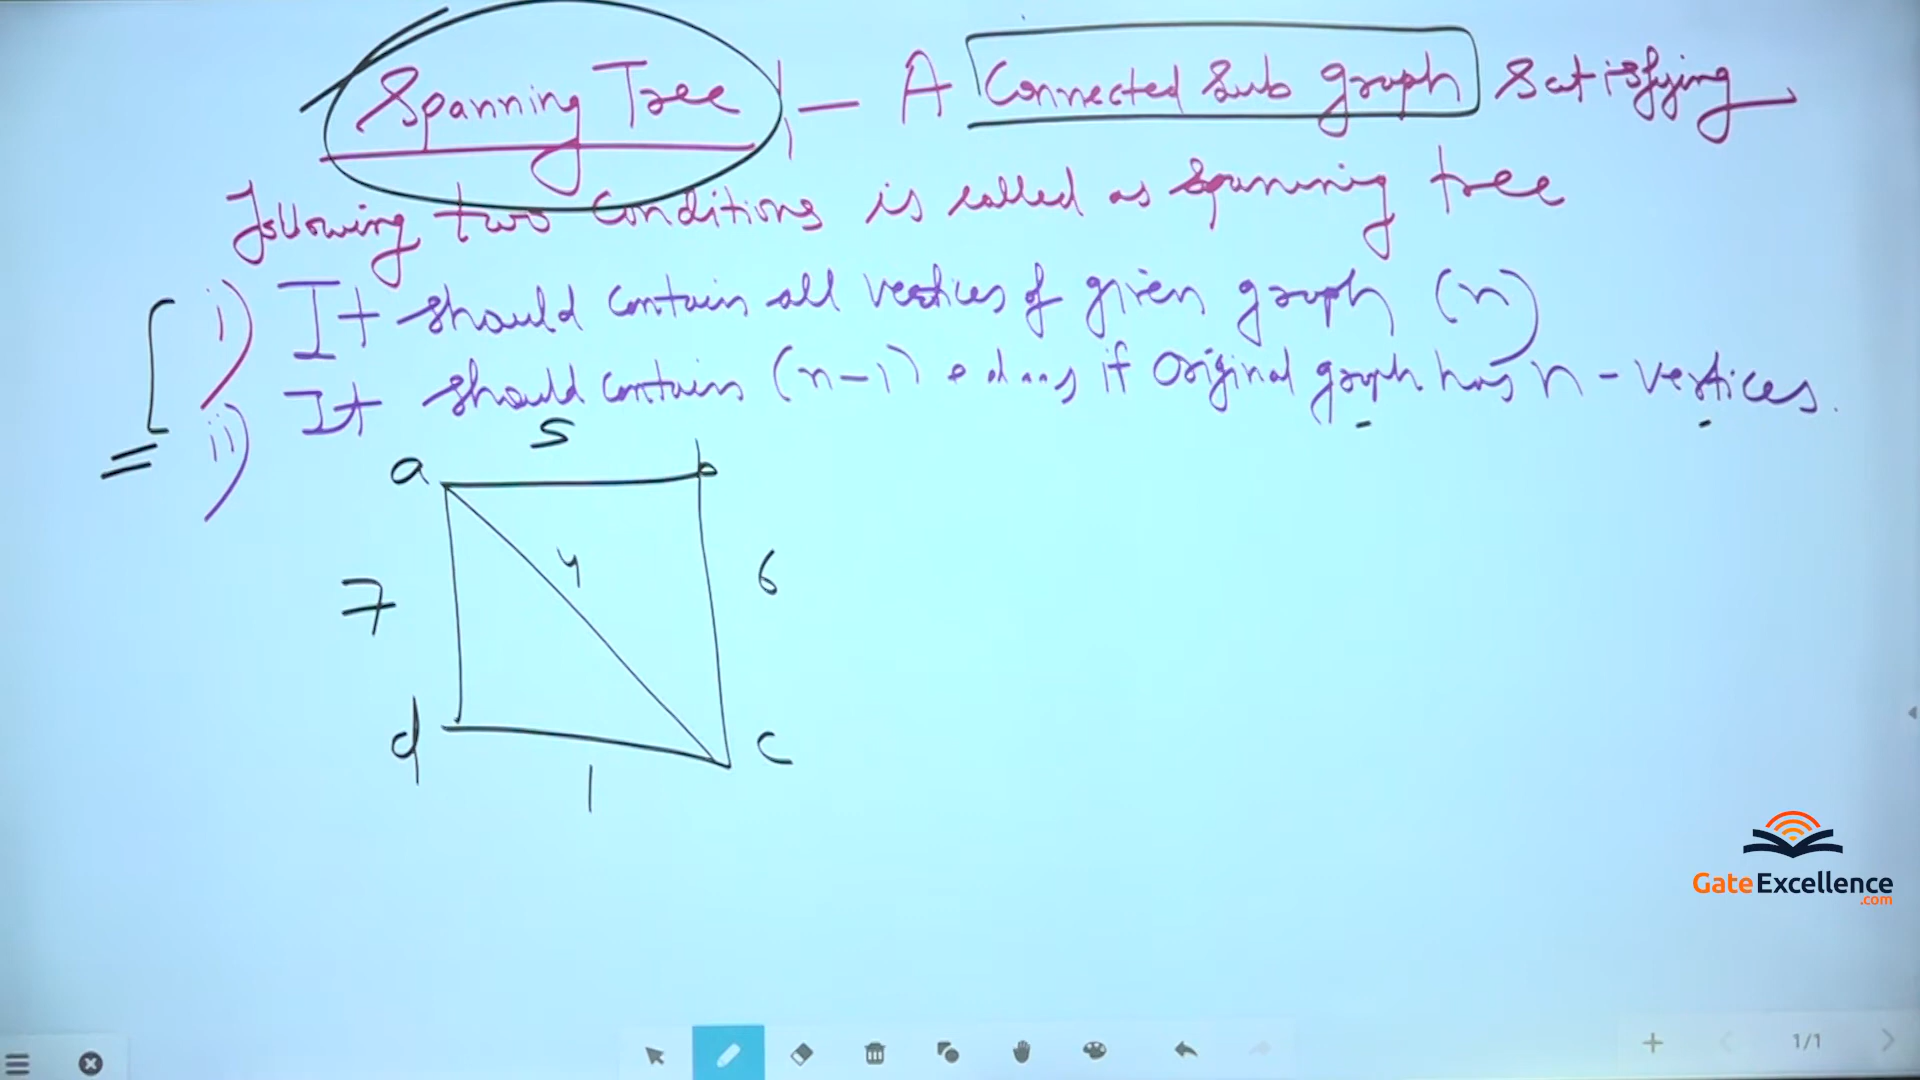 Spanning Tree :- A Connected Sub graph satisfying
following two conditions is called as spanning tree
i) It should contain all vertices of given graph (n)
ii) It should contain (n-1) edges if Original graph has n-vertices.
5
a b
4
7 6
d c
1
GateExcellence
.com
1/1